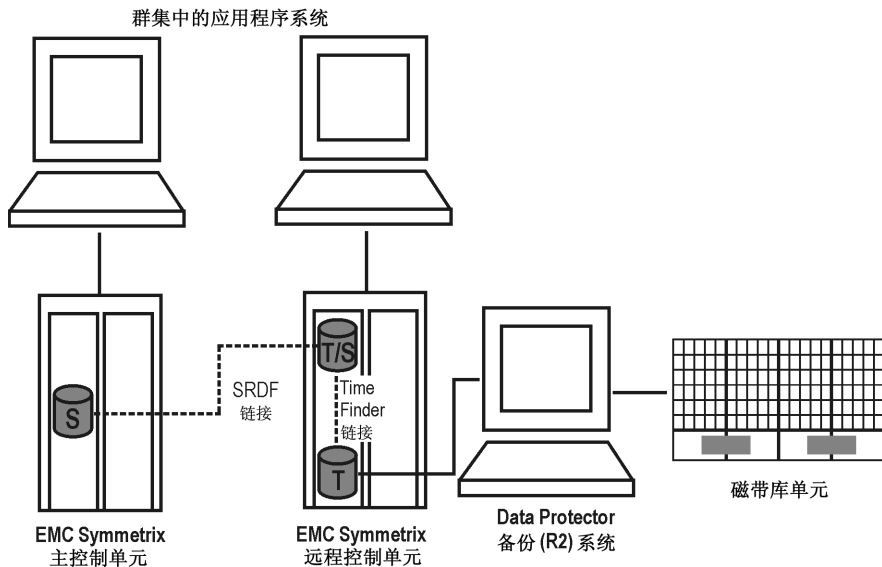 群集中的应用程序系统
T/S
SRDF
链接
Time
Finder
链接
S
T
EMC Symmetrix
主控制单元
EMC Symmetrix
远程控制单元
Data Protector
备份 (R2) 系统
磁带库单元